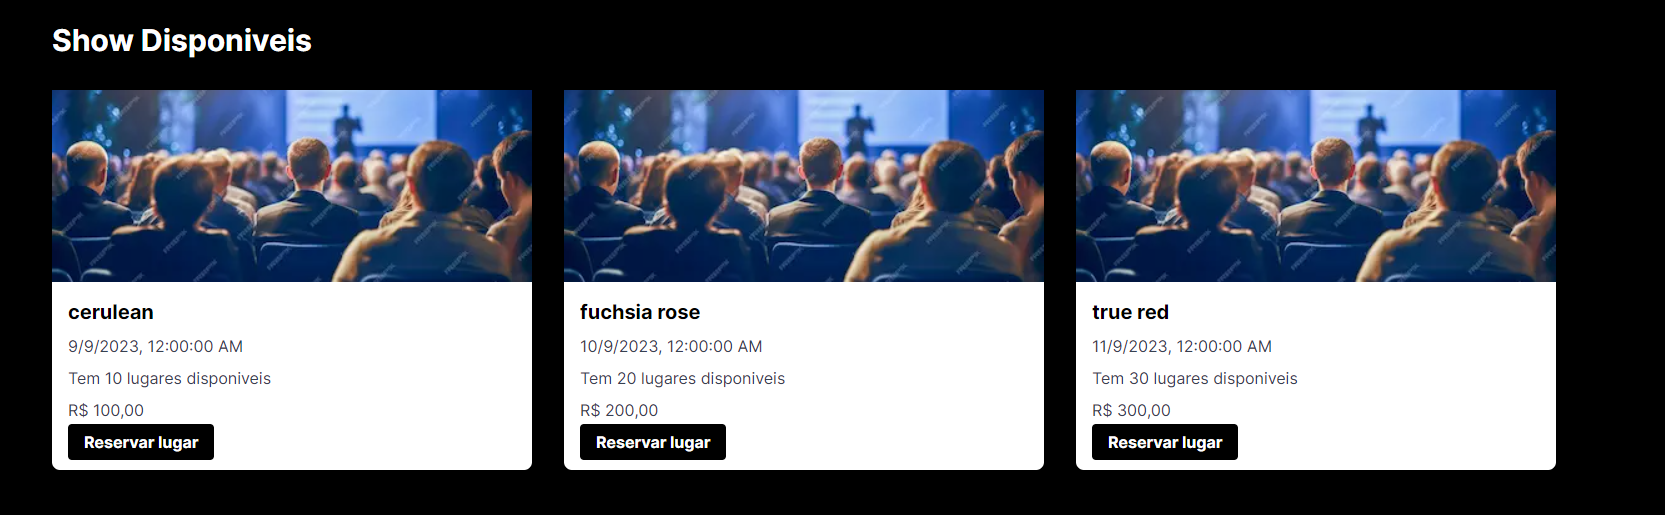 Show Disponiveis
cerulean
9/9/2023, 12:00:00 AM
Tem 10 lugares disponiveis
R$ 100,00
Reservar lugar
fuchsia rose
10/9/2023, 12:00:00 AM
Tem 20 lugares disponiveis
R$ 200,00
Reservar lugar
true red
11/9/2023, 12:00:00 AM
Tem 30 lugares disponiveis
R$ 300,00
Reservar lugar